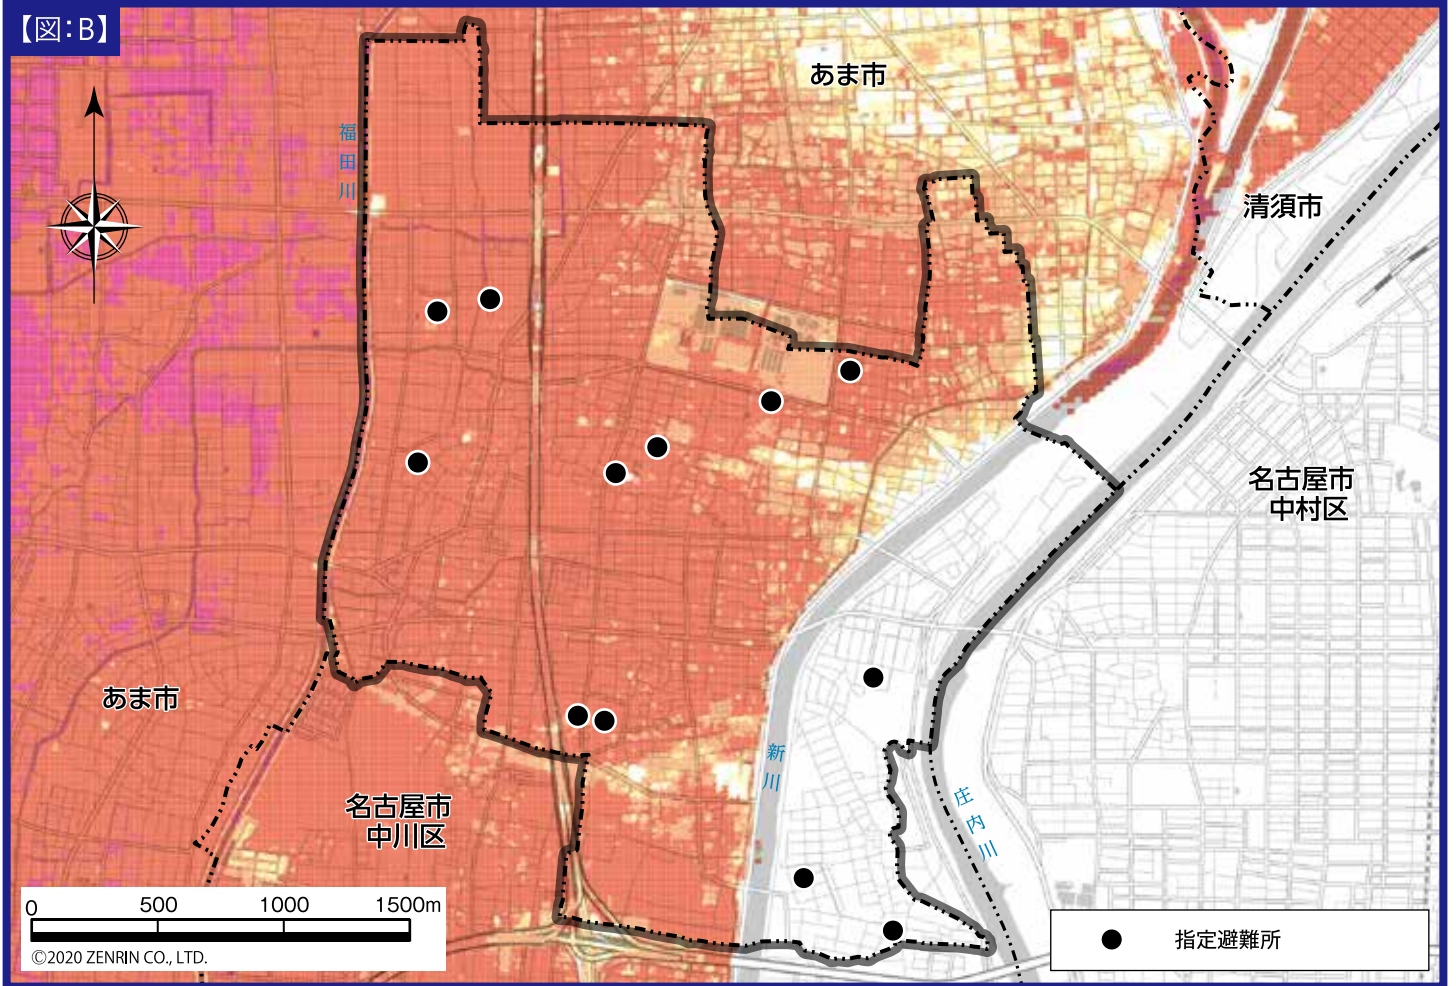 【図：B】
あま市
福田川
清須市
名古屋市
中村区
あま市
新川
庄内川
名古屋市
中川区
0 500 1000 1500m
©2020 ZENRIN CO., LTD.
指定避難所